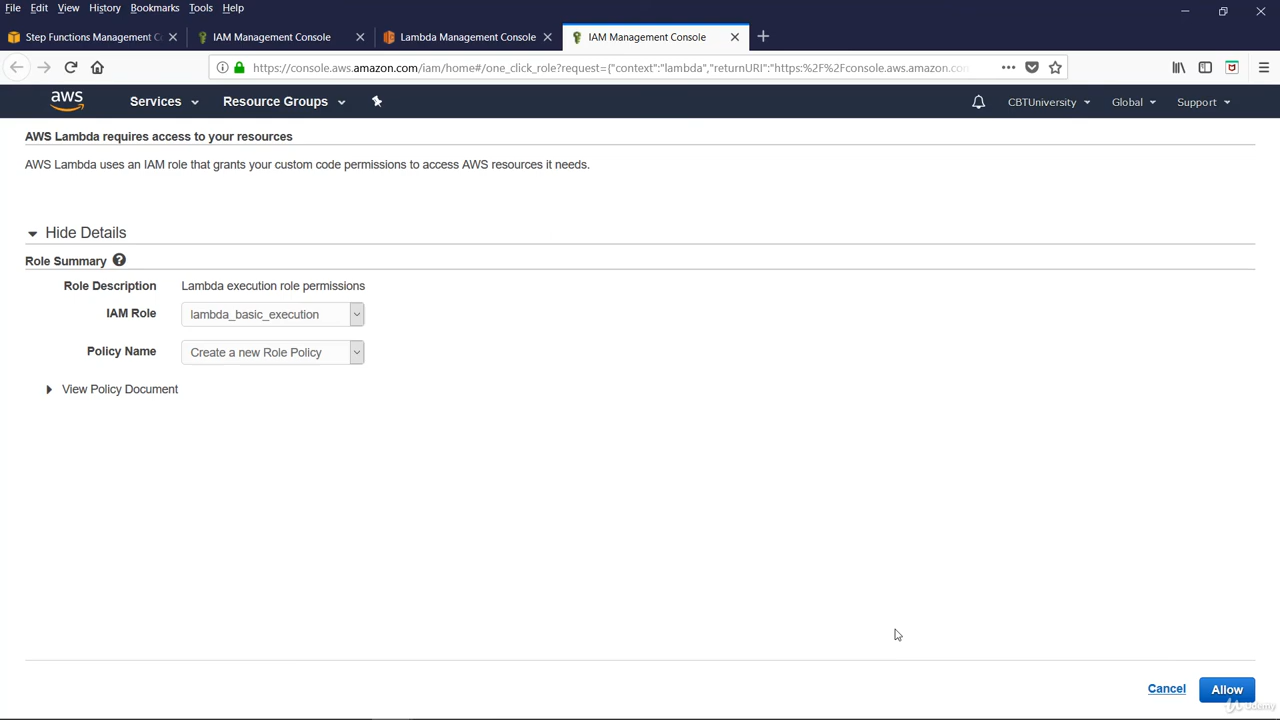 File Edit View History Bookmarks Tools Help
Step Functions Management C
IAM Management Console
Lambda Management Console
IAM Management Console
https://console.aws.amazon.com/iam/home#/one_click_role?request={"context":"lambda","returnURI":"https:%2F%2Fconsole.aws.amazon.co
aws Services Resource Groups CBTUniversity Global Support
AWS Lambda requires access to your resources
AWS Lambda uses an IAM role that grants your custom code permissions to access AWS resources it needs.
Hide Details
Role Summary ?
Role Description Lambda execution role permissions
IAM Role lambda_basic_execution
Policy Name Create a new Role Policy
View Policy Document
Cancel Allow
Udemy